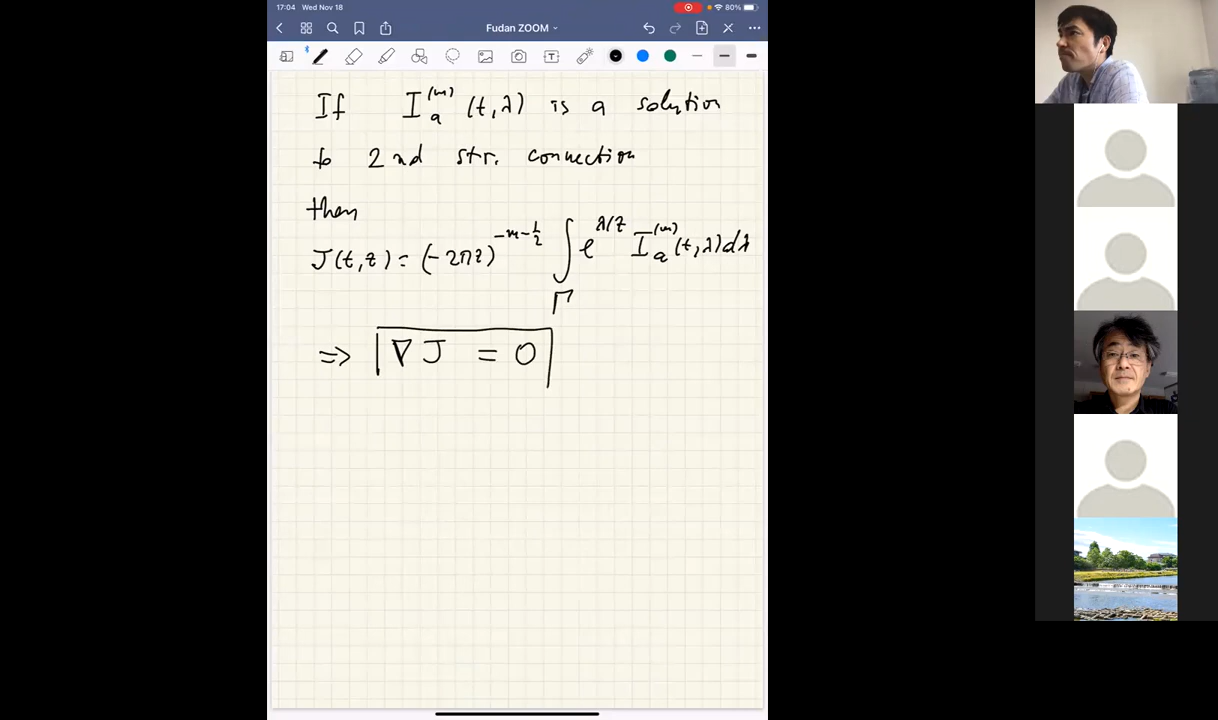 17:04 Wed Nov 18
80%
Fudan ZOOM
If I_a^(m) (t,λ) is a solution
to 2nd str. connection
then
J(t,z) = (-2πz)^{-m-1/2} ∫_Γ e^{λ/z} I_a^(m) (t,λ) dλ
=> ∇J = 0